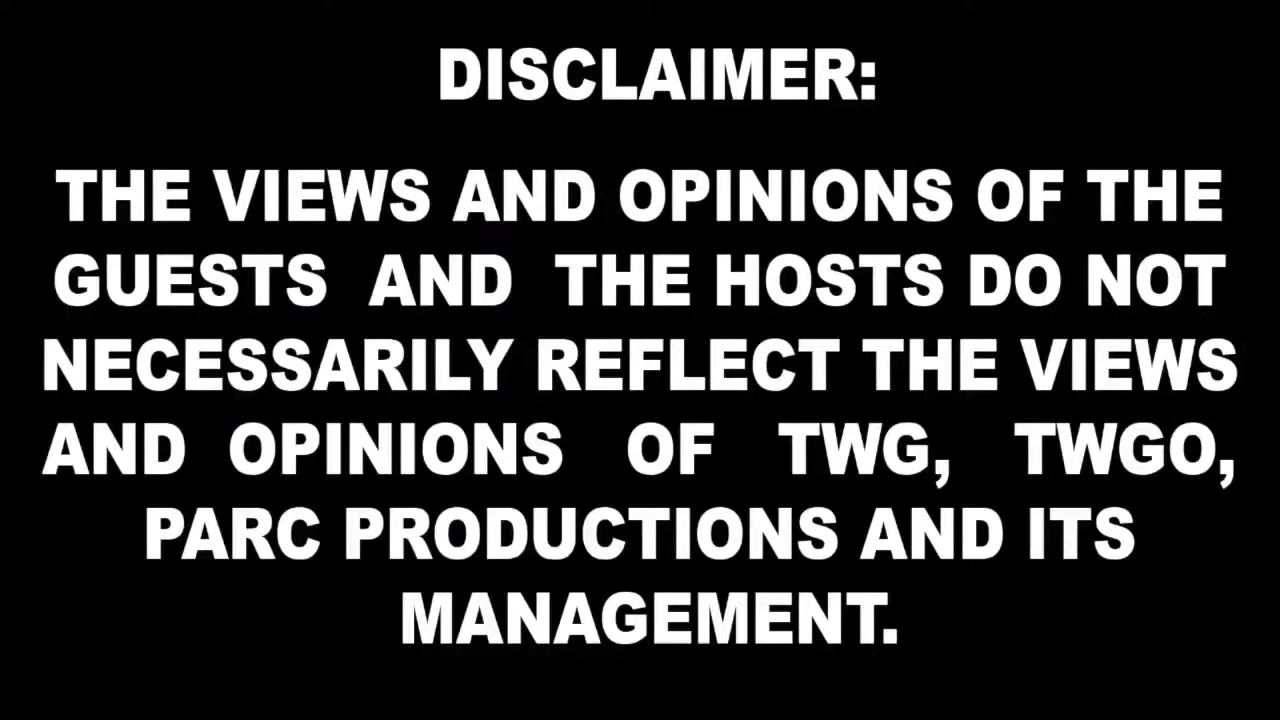 DISCLAIMER:
THE VIEWS AND OPINIONS OF THE
GUESTS AND THE HOSTS DO NOT
NECESSARILY REFLECT THE VIEWS
AND OPINIONS OF TWG, TWGO,
PARC PRODUCTIONS AND ITS
MANAGEMENT.